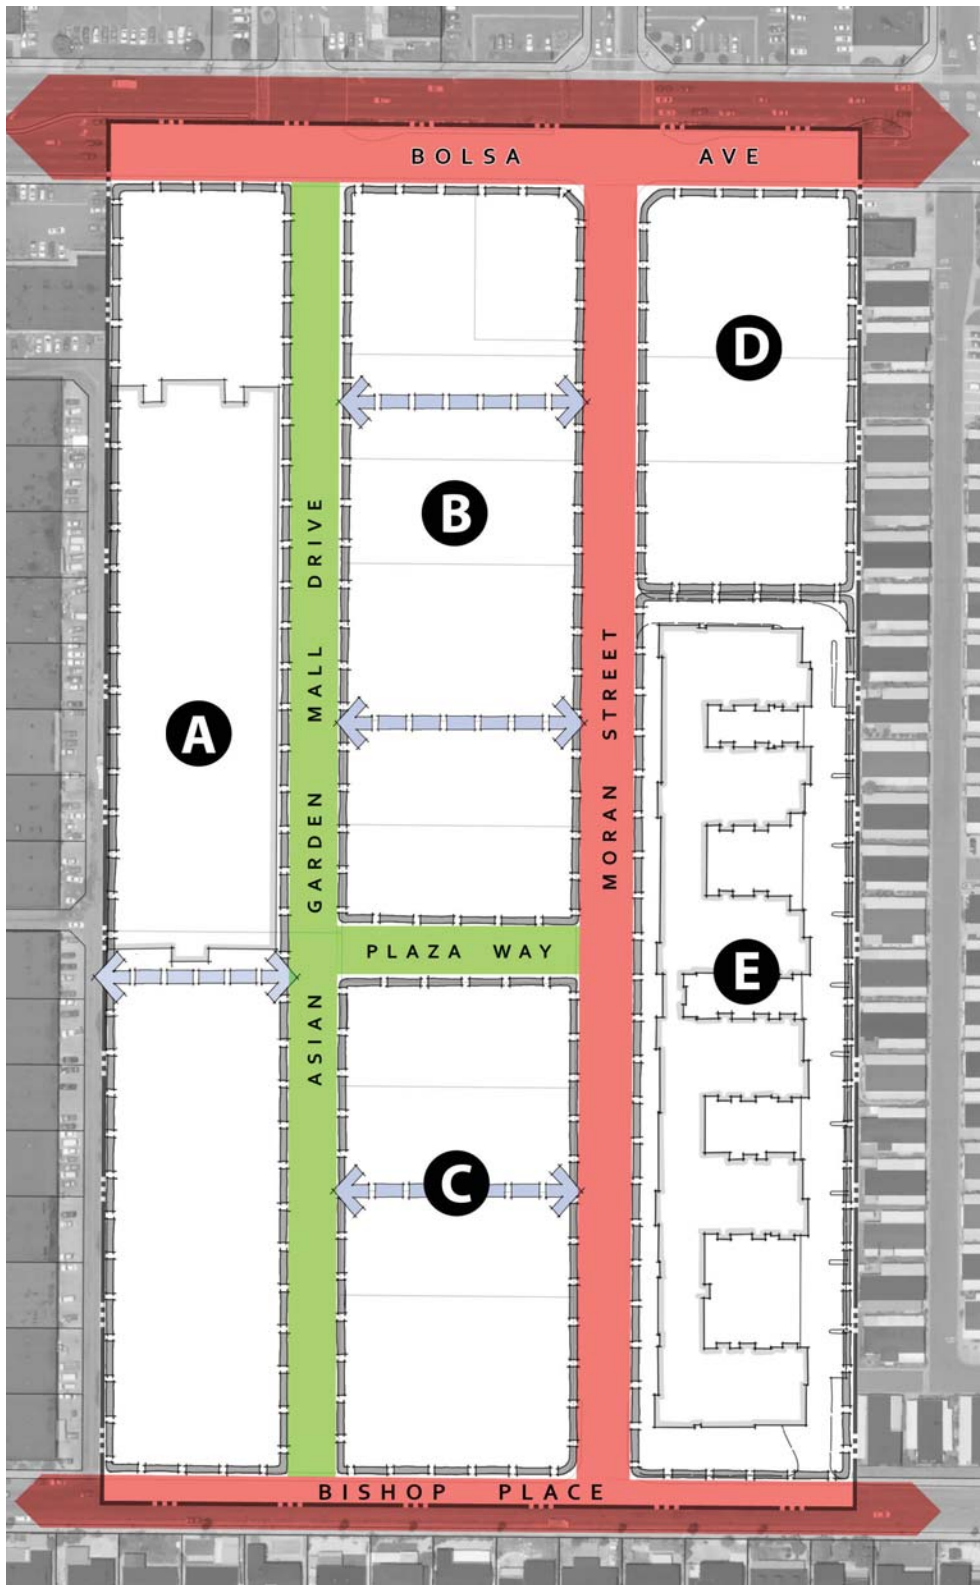 BOLSA AVE
D
B
A
ASIAN GARDEN MALL DRIVE
MORAN STREET
PLAZA WAY
E
C
BISHOP PLACE